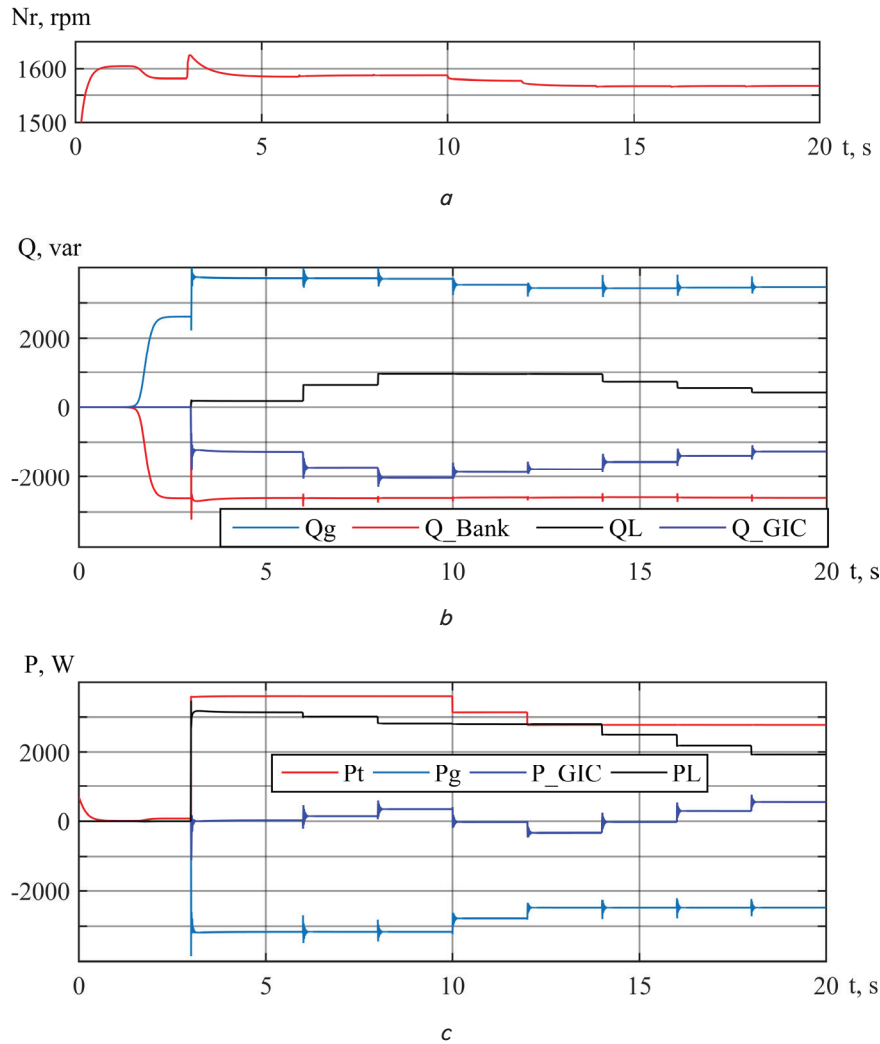 Nr, rpm
1600
1500
0 5 10 15 20 t, s
a
Q, var
2000
0
-2000
Qg Q_Bank QL Q_GIC
0 5 10 15 20 t, s
b
P, W
2000
Pt Pg P_GIC PL
0
-2000
0 5 10 15 20 t, s
c